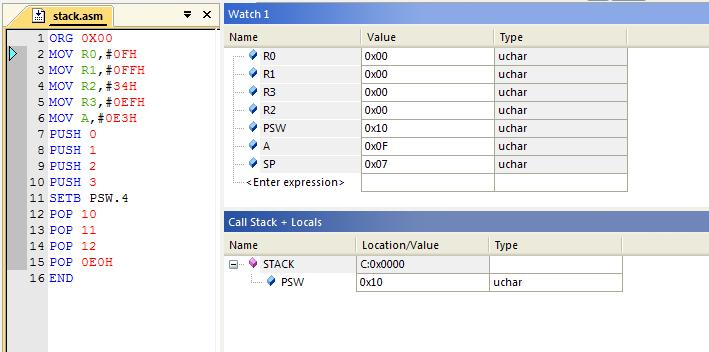 stack.asm
1 ORG 0X00
2 MOV R0,#0FH
3 MOV R1,#0FFH
4 MOV R2,#34H
5 MOV R3,#0EFH
6 MOV A,#0E3H
7 PUSH 0
8 PUSH 1
9 PUSH 2
10 PUSH 3
11 SETB PSW.4
12 POP 10
13 POP 11
14 POP 12
15 POP 0E0H
16 END
Watch 1
Name Value Type
R0 0x00 uchar
R1 0x00 uchar
R3 0x00 uchar
R2 0x00 uchar
PSW 0x10 uchar
A 0x0F uchar
SP 0x07 uchar
<Enter expression>
Call Stack + Locals
Name Location/Value Type
STACK C:0x0000
PSW 0x10 uchar